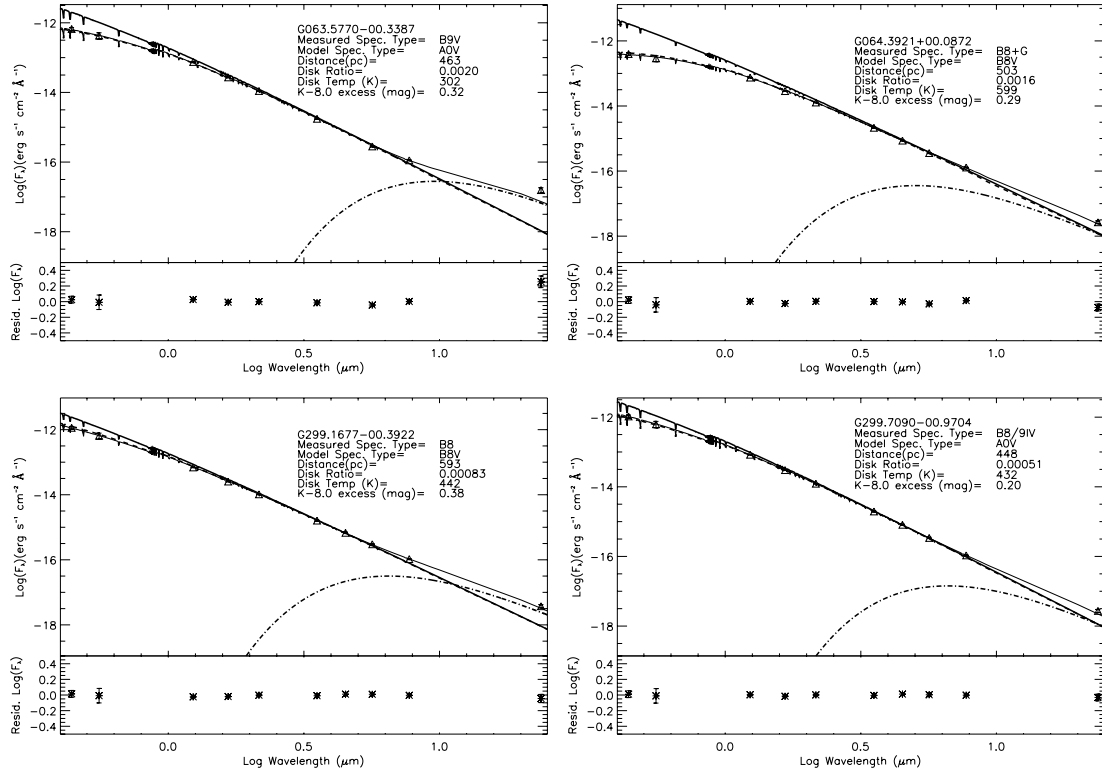 G063.5770−00.3387
Measured Spec. Type= B9V
Model Spec. Type= A0V
Distance(pc)= 463
Disk Ratio= 0.0020
Disk Temp (K)= 302
K−8.0 excess (mag)= 0.32
Log(Fλ)(erg s⁻¹ cm⁻² Å⁻¹)
−12
−14
−16
−18
Resid. Log(Fλ)
0.4
0.2
0.0
−0.2
−0.4
0.0 0.5 1.0
Log Wavelength (μm)
G064.3921+00.0872
Measured Spec. Type= B8+G
Model Spec. Type= B8V
Distance(pc)= 503
Disk Ratio= 0.0016
Disk Temp (K)= 599
K−8.0 excess (mag)= 0.29
Log(Fλ)(erg s⁻¹ cm⁻² Å⁻¹)
−12
−14
−16
−18
Resid. Log(Fλ)
0.4
0.2
0.0
−0.2
−0.4
0.0 0.5 1.0
Log Wavelength (μm)
G299.1677−00.3922
Measured Spec. Type= B8
Model Spec. Type= B8V
Distance(pc)= 593
Disk Ratio= 0.00083
Disk Temp (K)= 442
K−8.0 excess (mag)= 0.38
Log(Fλ)(erg s⁻¹ cm⁻² Å⁻¹)
−12
−14
−16
−18
Resid. Log(Fλ)
0.4
0.2
0.0
−0.2
−0.4
0.0 0.5 1.0
Log Wavelength (μm)
G299.7090−00.9704
Measured Spec. Type= B8/9IV
Model Spec. Type= A0V
Distance(pc)= 448
Disk Ratio= 0.00051
Disk Temp (K)= 432
K−8.0 excess (mag)= 0.20
Log(Fλ)(erg s⁻¹ cm⁻² Å⁻¹)
−12
−14
−16
−18
Resid. Log(Fλ)
0.4
0.2
0.0
−0.2
−0.4
0.0 0.5 1.0
Log Wavelength (μm)